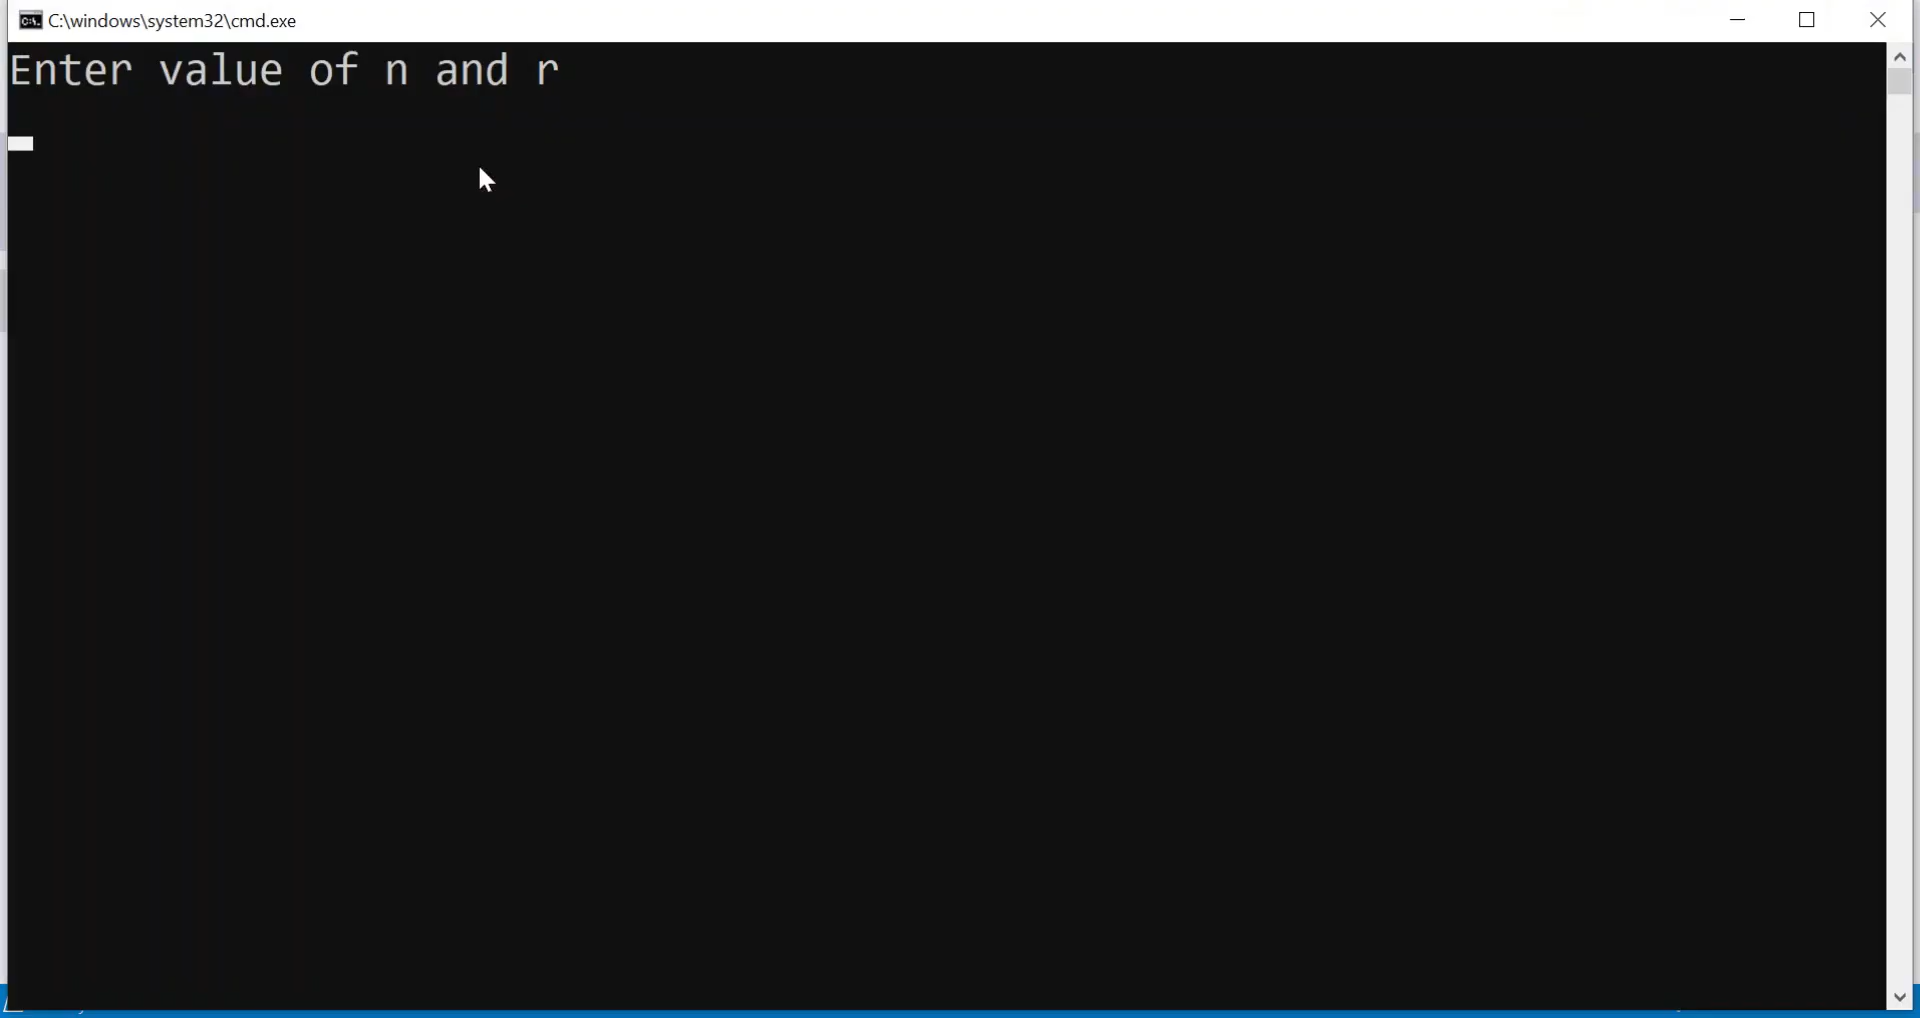 C:\windows\system32\cmd.exe
Enter value of n and r